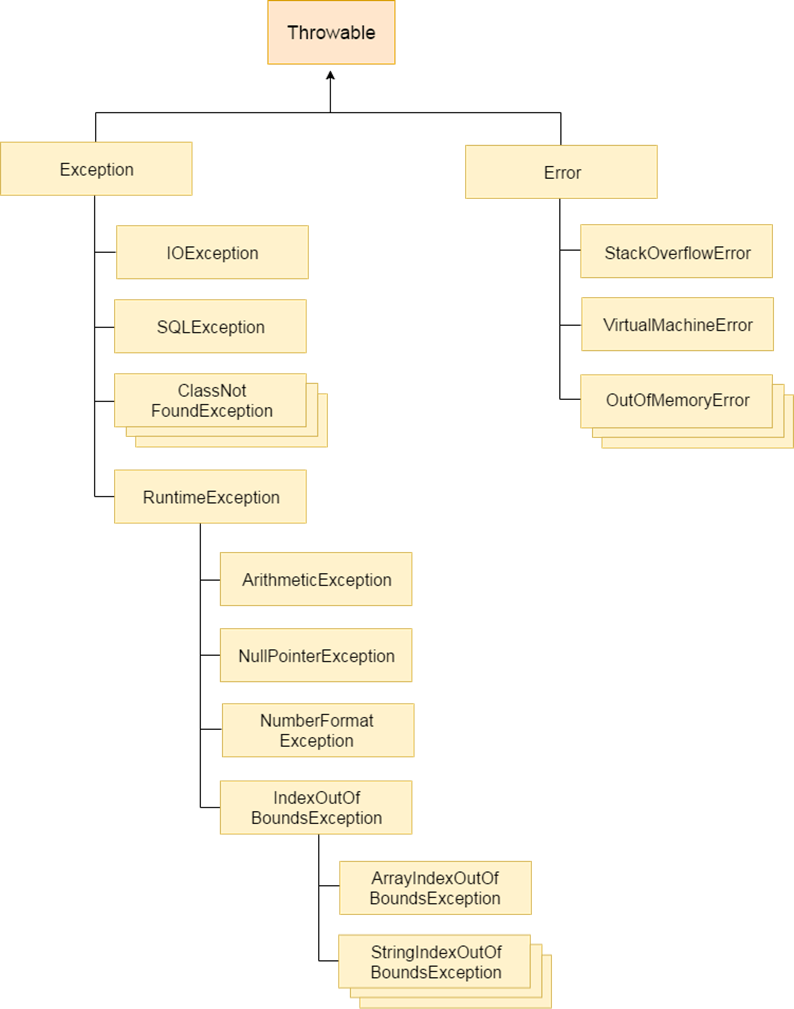 Throwable
Exception
Error
IOException
StackOverflowError
SQLException
VirtualMachineError
ClassNot
FoundException
OutOfMemoryError
RuntimeException
ArithmeticException
NullPointerException
NumberFormat
Exception
IndexOutOf
BoundsException
ArrayIndexOutOf
BoundsException
StringIndexOutOf
BoundsException